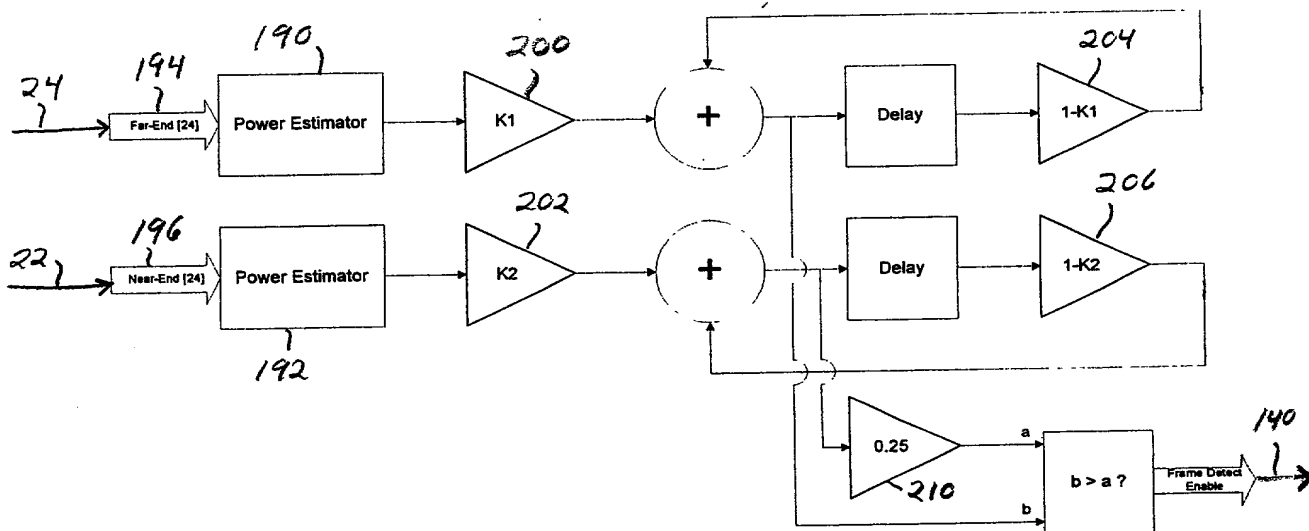 190
200
204
194
24
Far-End [24]
Power Estimator
K1
+
Delay
1-K1
202
206
196
22
Near-End [24]
Power Estimator
K2
+
Delay
1-K2
192
0.25
a
b > a ?
Frame Detect
Enable
140
210
b